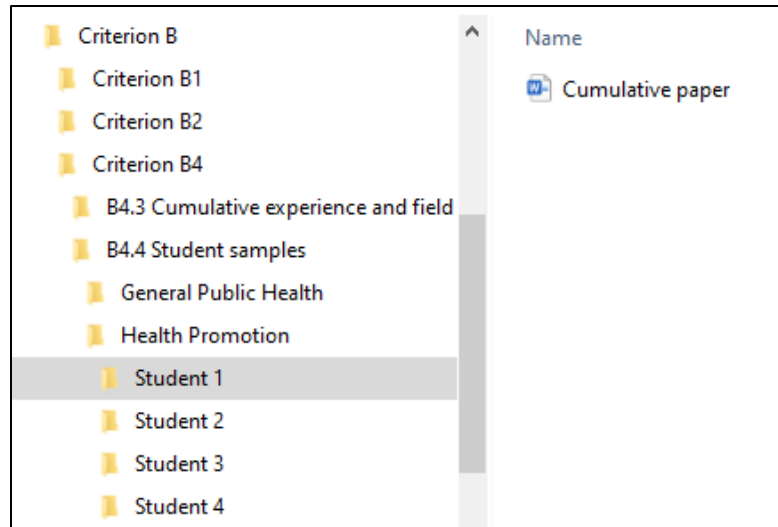 Criterion B
Criterion B1
Criterion B2
Criterion B4
B4.3 Cumulative experience and field
B4.4 Student samples
General Public Health
Health Promotion
Student 1
Student 2
Student 3
Student 4
Name
Cumulative paper